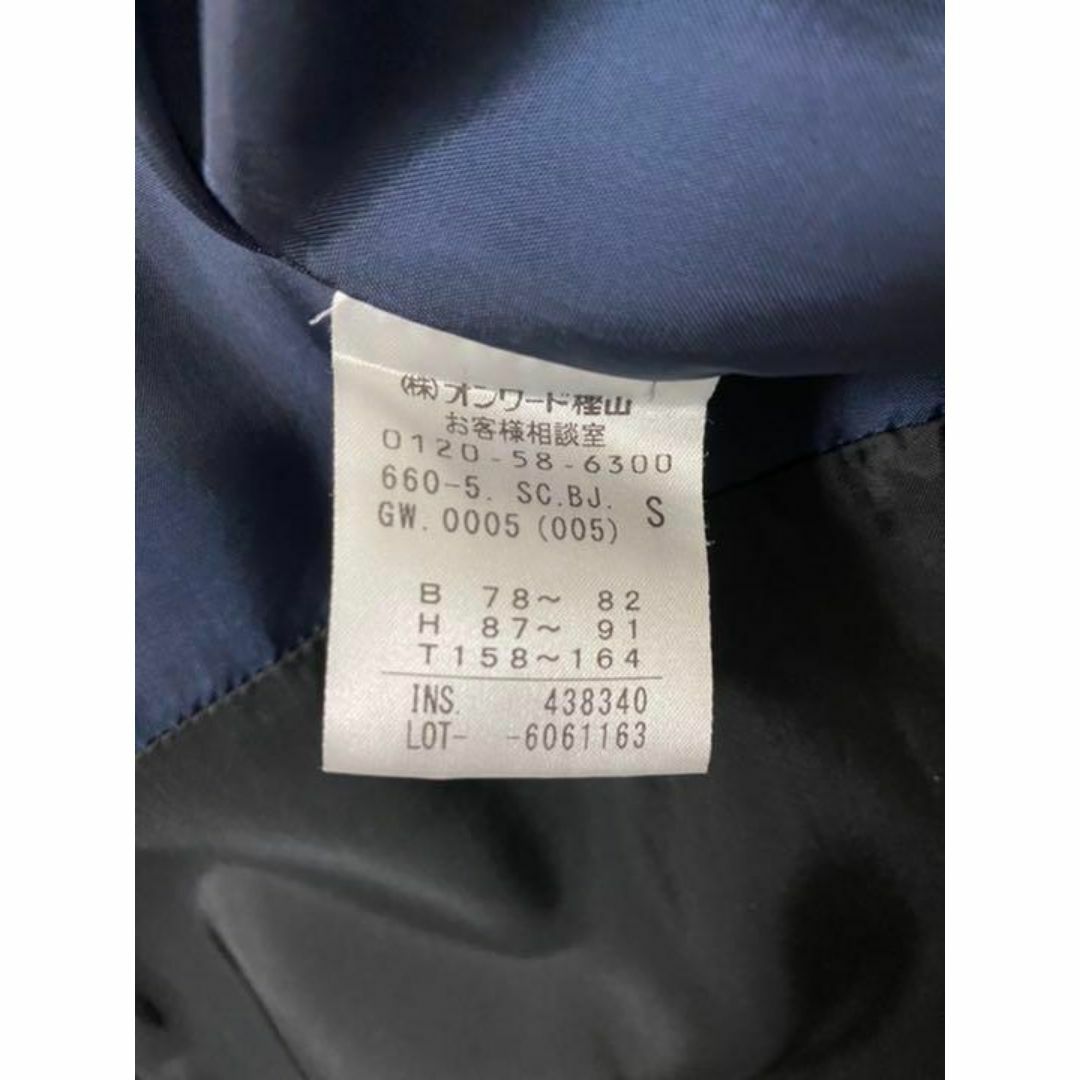 (株)オンワード樫山
お客様相談室
0120-58-6300
660-5. SC.BJ. S
GW. 0005 (005)
B 78～ 82
H 87～ 91
T158～164
INS. 438340
LOT- -6061163